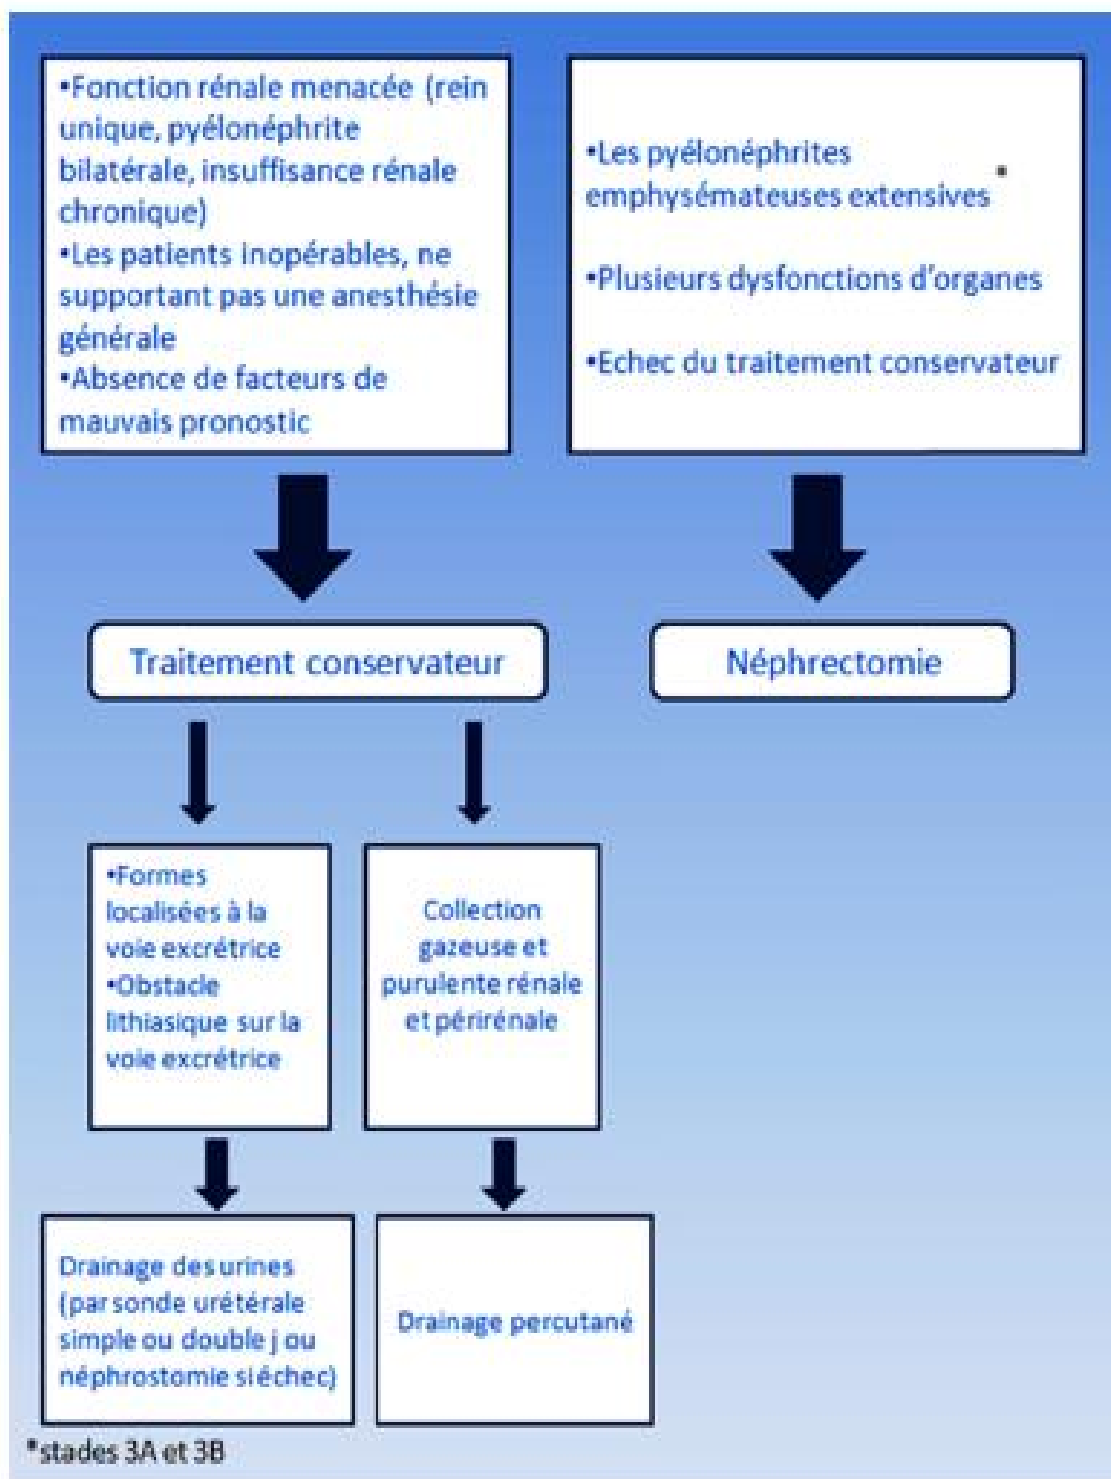 •Fonction rénale menacée (rein
unique, pyélonéphrite
bilatérale, insuffisance rénale
chronique)
•Les patients inopérables, ne
supportant pas une anesthésie
générale
•Absence de facteurs de
mauvais pronostic
•Les pyélonéphrites
emphysémateuses extensives*
•Plusieurs dysfonctions d'organes
•Echec du traitement conservateur
Traitement conservateur
Néphrectomie
•Formes
localisées à la
voie excrétrice
•Obstacle
lithiasique sur la
voie excrétrice
Collection
gazeuse et
purulente rénale
et périrénale
Drainage des urines
(par sonde urétérale
simple ou double j ou
néphrostomie si échec)
Drainage percutané
*stades 3A et 3B